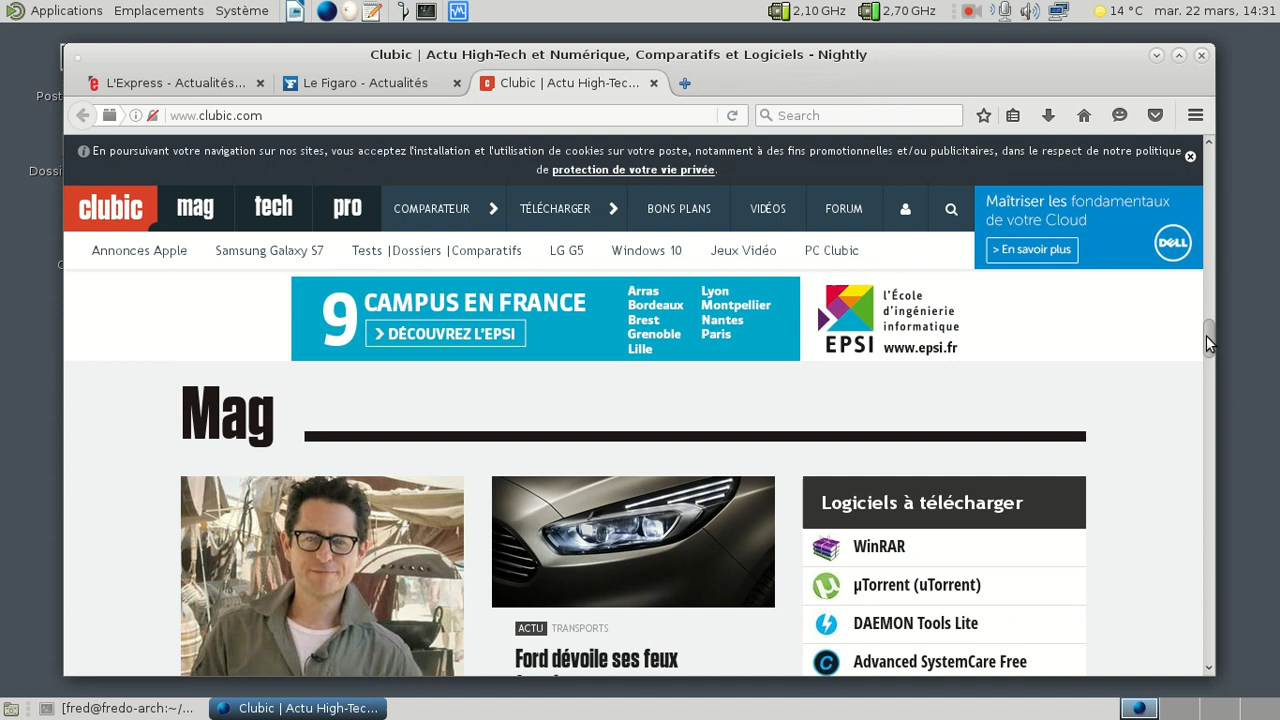 Applications Emplacements Système 2,10 GHz 2,70 GHz 14 °C mar. 22 mars, 14:31
Clubic | Actu High-Tech et Numérique, Comparatifs et Logiciels - Nightly
L'Express - Actualités... Le Figaro - Actualités Clubic | Actu High-Tec...
www.clubic.com Search
Post
Dossi
En poursuivant votre navigation sur nos sites, vous acceptez l'installation et l'utilisation de cookies sur votre poste, notamment à des fins promotionnelles et/ou publicitaires, dans le respect de notre politique
de protection de votre vie privée.
clubic mag tech pro COMPARATEUR TÉLÉCHARGER BONS PLANS VIDÉOS FORUM
Maîtriser les fondamentaux
de votre Cloud
> En savoir plus
DELL
Annonces Apple Samsung Galaxy S7 Tests |Dossiers |Comparatifs LG G5 Windows 10 Jeux Vidéo PC Clubic
9 CAMPUS EN FRANCE
> DÉCOUVREZ L'EPSI
Arras Lyon
Bordeaux Montpellier
Brest Nantes
Grenoble Paris
Lille
l'École
d'ingénierie
informatique
EPSI www.epsi.fr
Mag
ACTU TRANSPORTS
Ford dévoile ses feux
Logiciels à télécharger
WinRAR
µTorrent (uTorrent)
DAEMON Tools Lite
Advanced SystemCare Free
[fred@fredo-arch:~/... Clubic | Actu High-Tec...